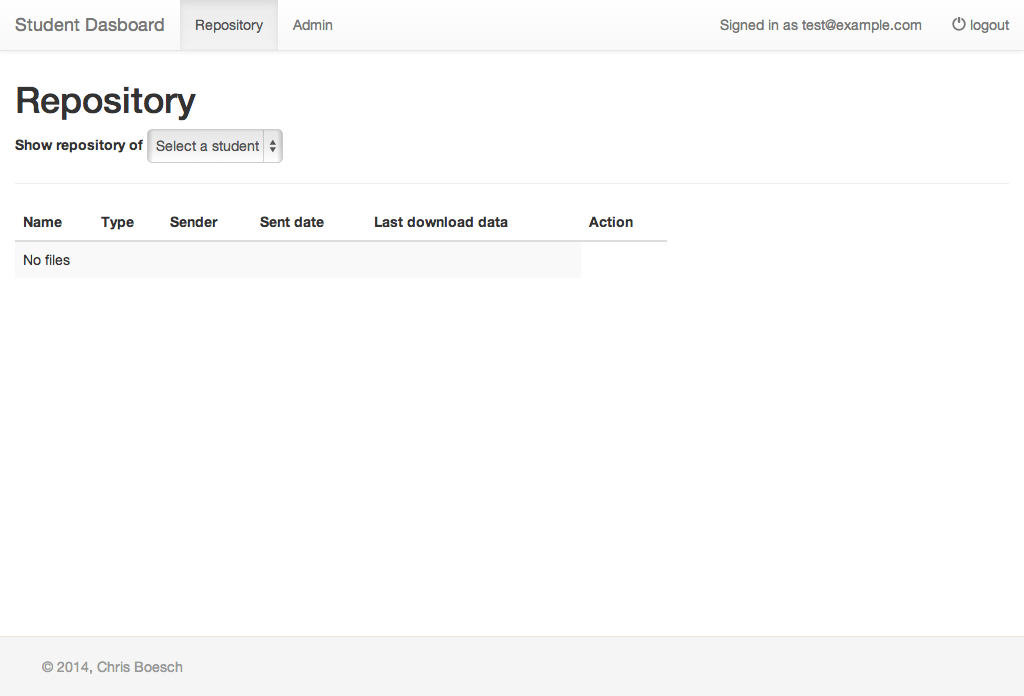 Student Dasboard Repository Admin Signed in as test@example.com logout
Repository
Show repository of Select a student
Name Type Sender Sent date Last download data Action
No files
© 2014, Chris Boesch